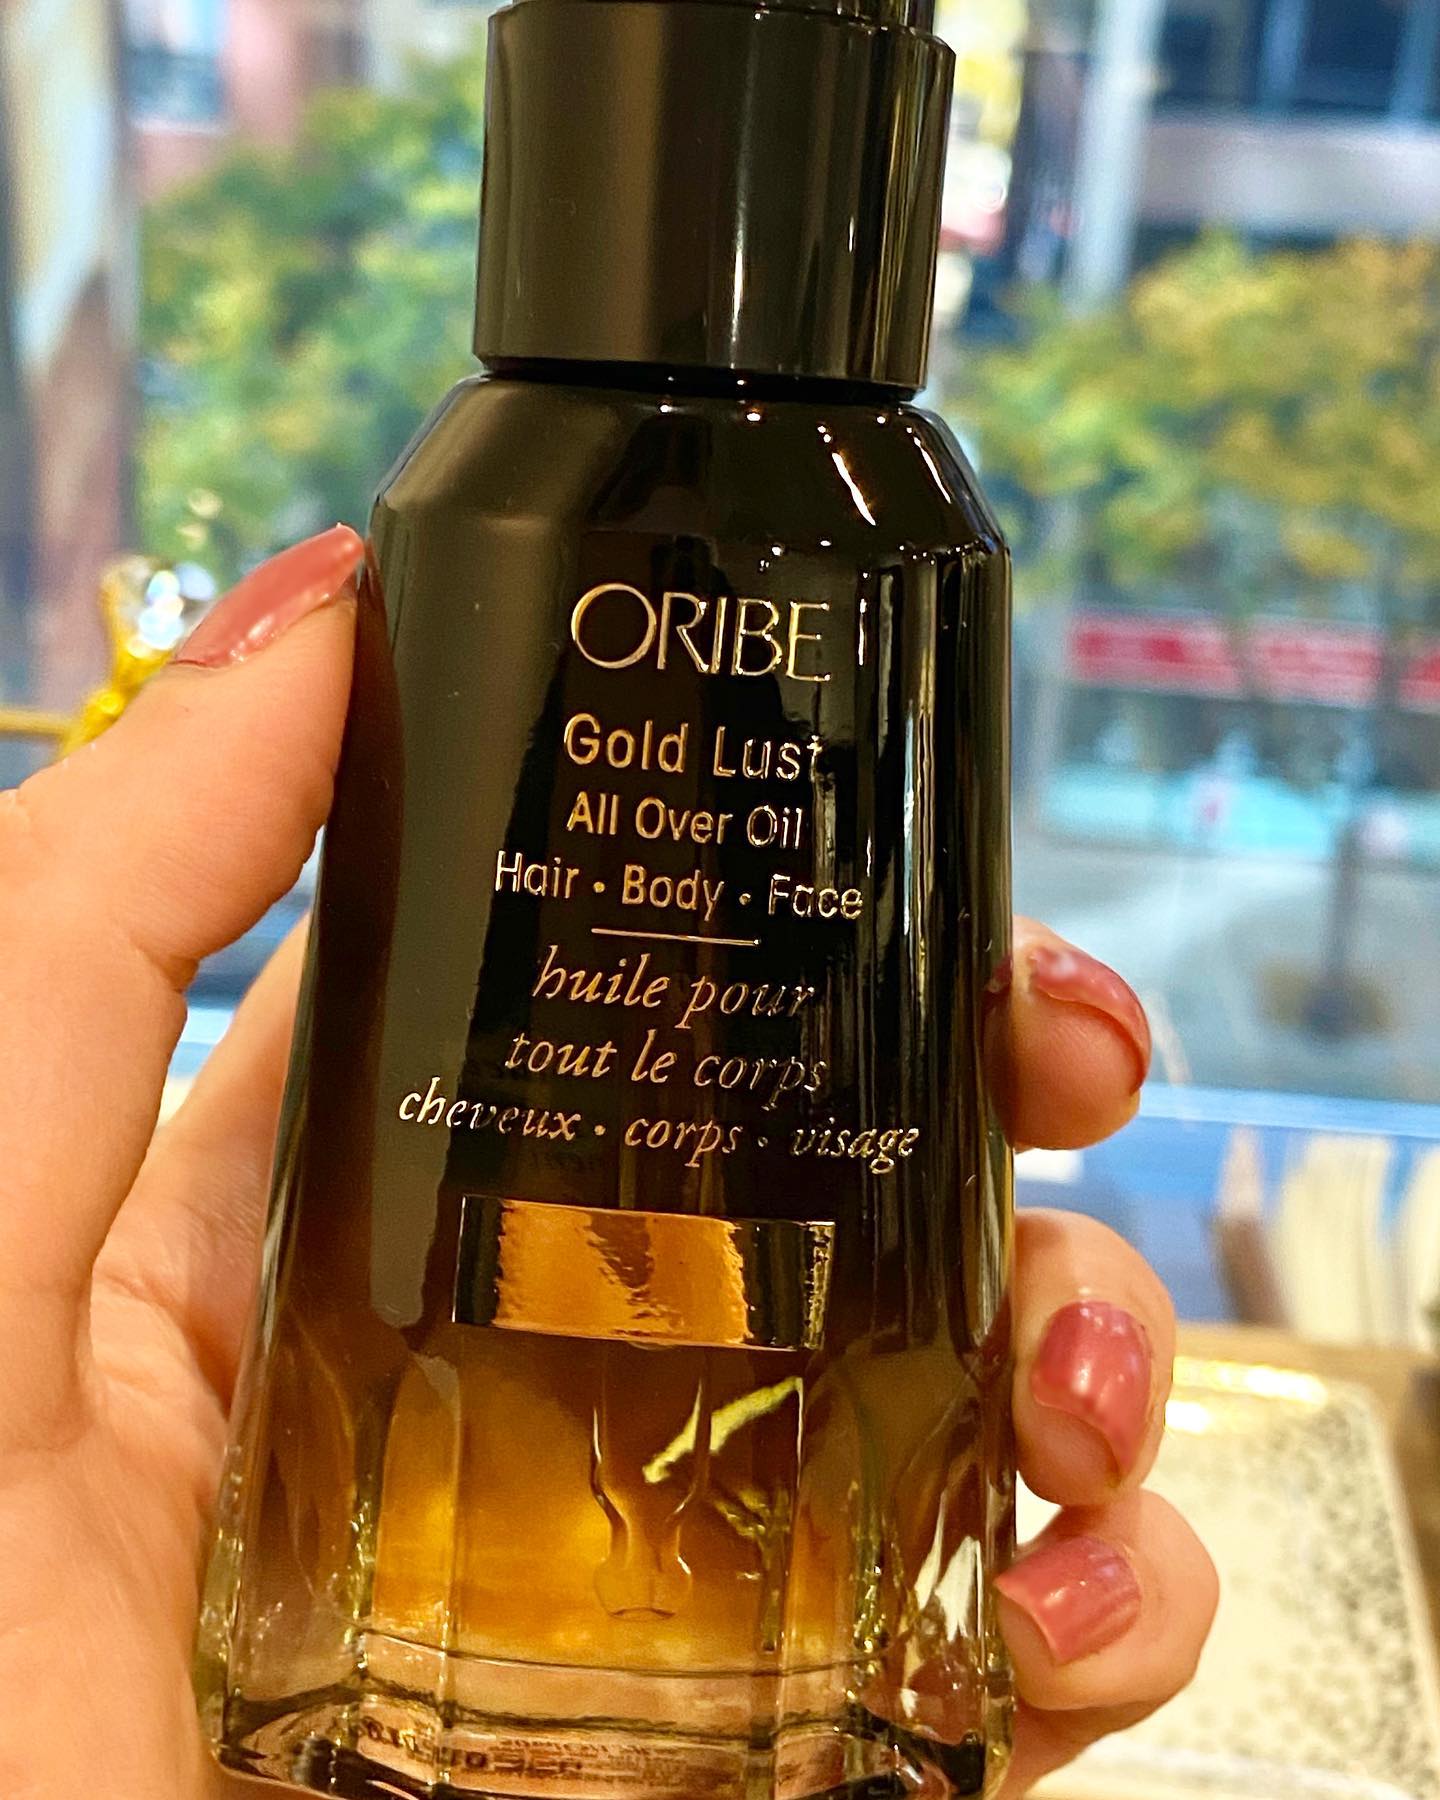 ORIBE
Gold Lust
All Over Oil
Hair • Body • Face
huile pour
tout le corps
cheveux • corps • visage